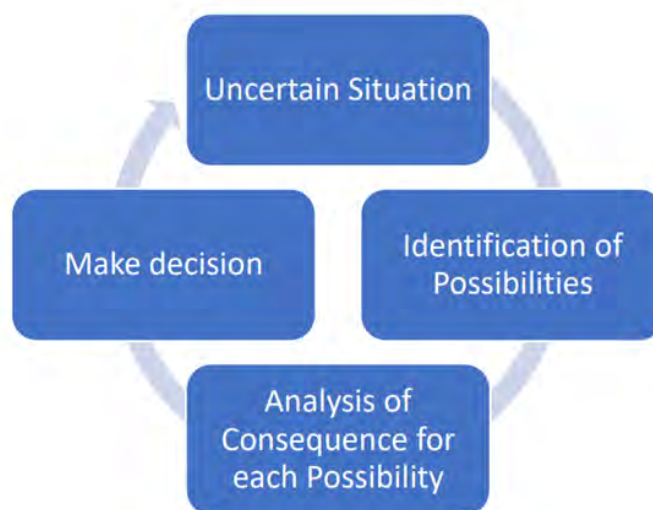 Uncertain Situation
Identification of
Possibilities
Analysis of
Consequence for
each Possibility
Make decision